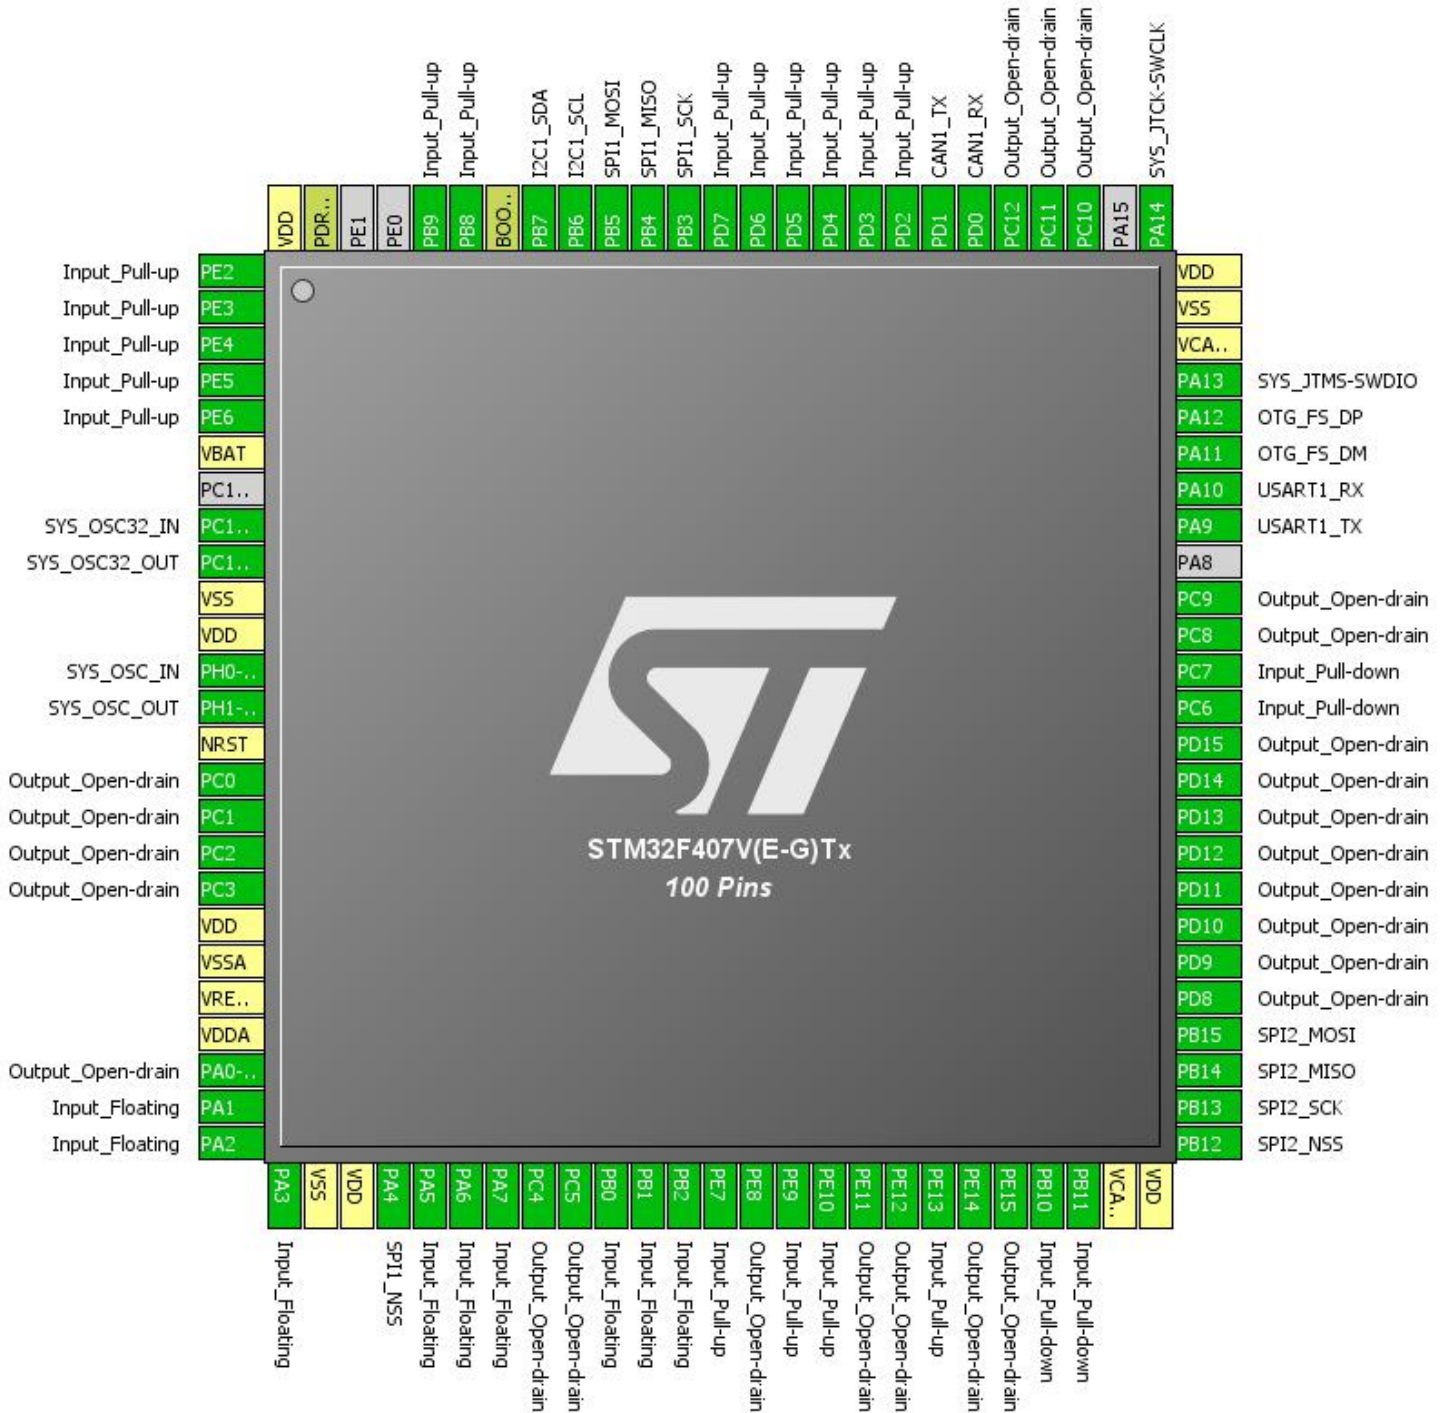 Input_Pull-up
Input_Pull-up
I2C1_SDA
I2C1_SCL
SPI1_MOSI
SPI1_MISO
SPI1_SCK
Input_Pull-up
Input_Pull-up
Input_Pull-up
Input_Pull-up
Input_Pull-up
Input_Pull-up
CAN1_TX
CAN1_RX
Output_Open-drain
Output_Open-drain
Output_Open-drain
SYS_JTCK-SWCLK
VDD
PDR..
PE1
PE0
PB9
PB8
BOO..
PB7
PB6
PB5
PB4
PB3
PD7
PD6
PD5
PD4
PD3
PD2
PD1
PD0
PC12
PC11
PC10
PA15
PA14
Input_Pull-up PE2
Input_Pull-up PE3
Input_Pull-up PE4
Input_Pull-up PE5
Input_Pull-up PE6
VBAT
PC1..
SYS_OSC32_IN PC1..
SYS_OSC32_OUT PC1..
VSS
VDD
SYS_OSC_IN PH0-..
SYS_OSC_OUT PH1-..
NRST
Output_Open-drain PC0
Output_Open-drain PC1
Output_Open-drain PC2
Output_Open-drain PC3
VDD
VSSA
VRE..
VDDA
Output_Open-drain PA0-..
Input_Floating PA1
Input_Floating PA2
ST
STM32F407V(E-G)Tx
100 Pins
VDD
VSS
VCA..
PA13 SYS_JTMS-SWDIO
PA12 OTG_FS_DP
PA11 OTG_FS_DM
PA10 USART1_RX
PA9 USART1_TX
PA8
PC9 Output_Open-drain
PC8 Output_Open-drain
PC7 Input_Pull-down
PC6 Input_Pull-down
PD15 Output_Open-drain
PD14 Output_Open-drain
PD13 Output_Open-drain
PD12 Output_Open-drain
PD11 Output_Open-drain
PD10 Output_Open-drain
PD9 Output_Open-drain
PD8 Output_Open-drain
PB15 SPI2_MOSI
PB14 SPI2_MISO
PB13 SPI2_SCK
PB12 SPI2_NSS
PA3
VSS
VDD
PA4
PA5
PA6
PA7
PC4
PC5
PB0
PB1
PB2
PE7
PE8
PE9
PE10
PE11
PE12
PE13
PE14
PE15
PB10
PB11
VCA..
VDD
Input_Floating
SPI1_NSS
Input_Floating
Input_Floating
Input_Floating
Output_Open-drain
Output_Open-drain
Input_Floating
Input_Floating
Input_Floating
Input_Pull-up
Output_Open-drain
Input_Pull-up
Input_Pull-up
Output_Open-drain
Output_Open-drain
Input_Pull-up
Output_Open-drain
Output_Open-drain
Input_Pull-down
Input_Pull-down